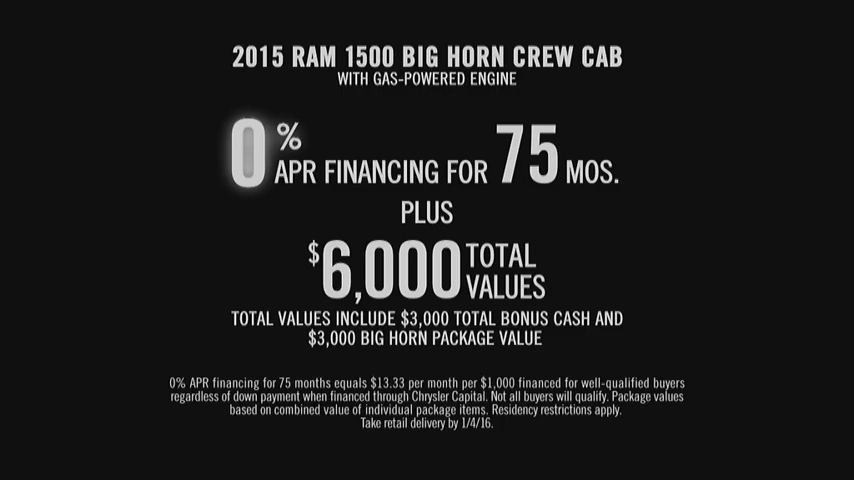 2015 RAM 1500 BIG HORN CREW CAB
WITH GAS-POWERED ENGINE
0% APR FINANCING FOR 75 MOS.
PLUS
$6,000 TOTAL VALUES
TOTAL VALUES INCLUDE $3,000 TOTAL BONUS CASH AND
$3,000 BIG HORN PACKAGE VALUE
0% APR financing for 75 months equals $13.33 per month per $1,000 financed for well-qualified buyers
regardless of down payment when financed through Chrysler Capital. Not all buyers will qualify. Package values
based on combined value of individual package items. Residency restrictions apply.
Take retail delivery by 1/4/16.